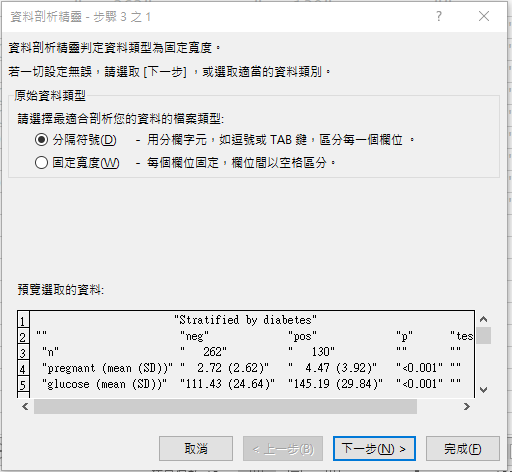 資料剖析精靈 - 步驟 3 之 1
資料剖析精靈判定資料類型為固定寬度。
若一切設定無誤，請選取 [下一步]，或選取適當的資料類別。
原始資料類型
請選擇最適合剖析您的資料的檔案類型:
分隔符號(D) - 用分欄字元，如逗號或 TAB 鍵，區分每一個欄位 。
固定寬度(W) - 每個欄位固定，欄位間以空格區分。
預覽選取的資料:
1 "Stratified by diabetes"
2 "" "neg" "pos" "p" "tes
3 "n" "   262" "   130" "" ""
4 "pregnant (mean (SD))" "  2.72 (2.62)" "  4.47 (3.92)" "<0.001" ""
5 "glucose (mean (SD))" "111.43 (24.64)" "145.19 (29.84)" "<0.001" ""
取消 < 上一步(B) 下一步(N) > 完成(F)